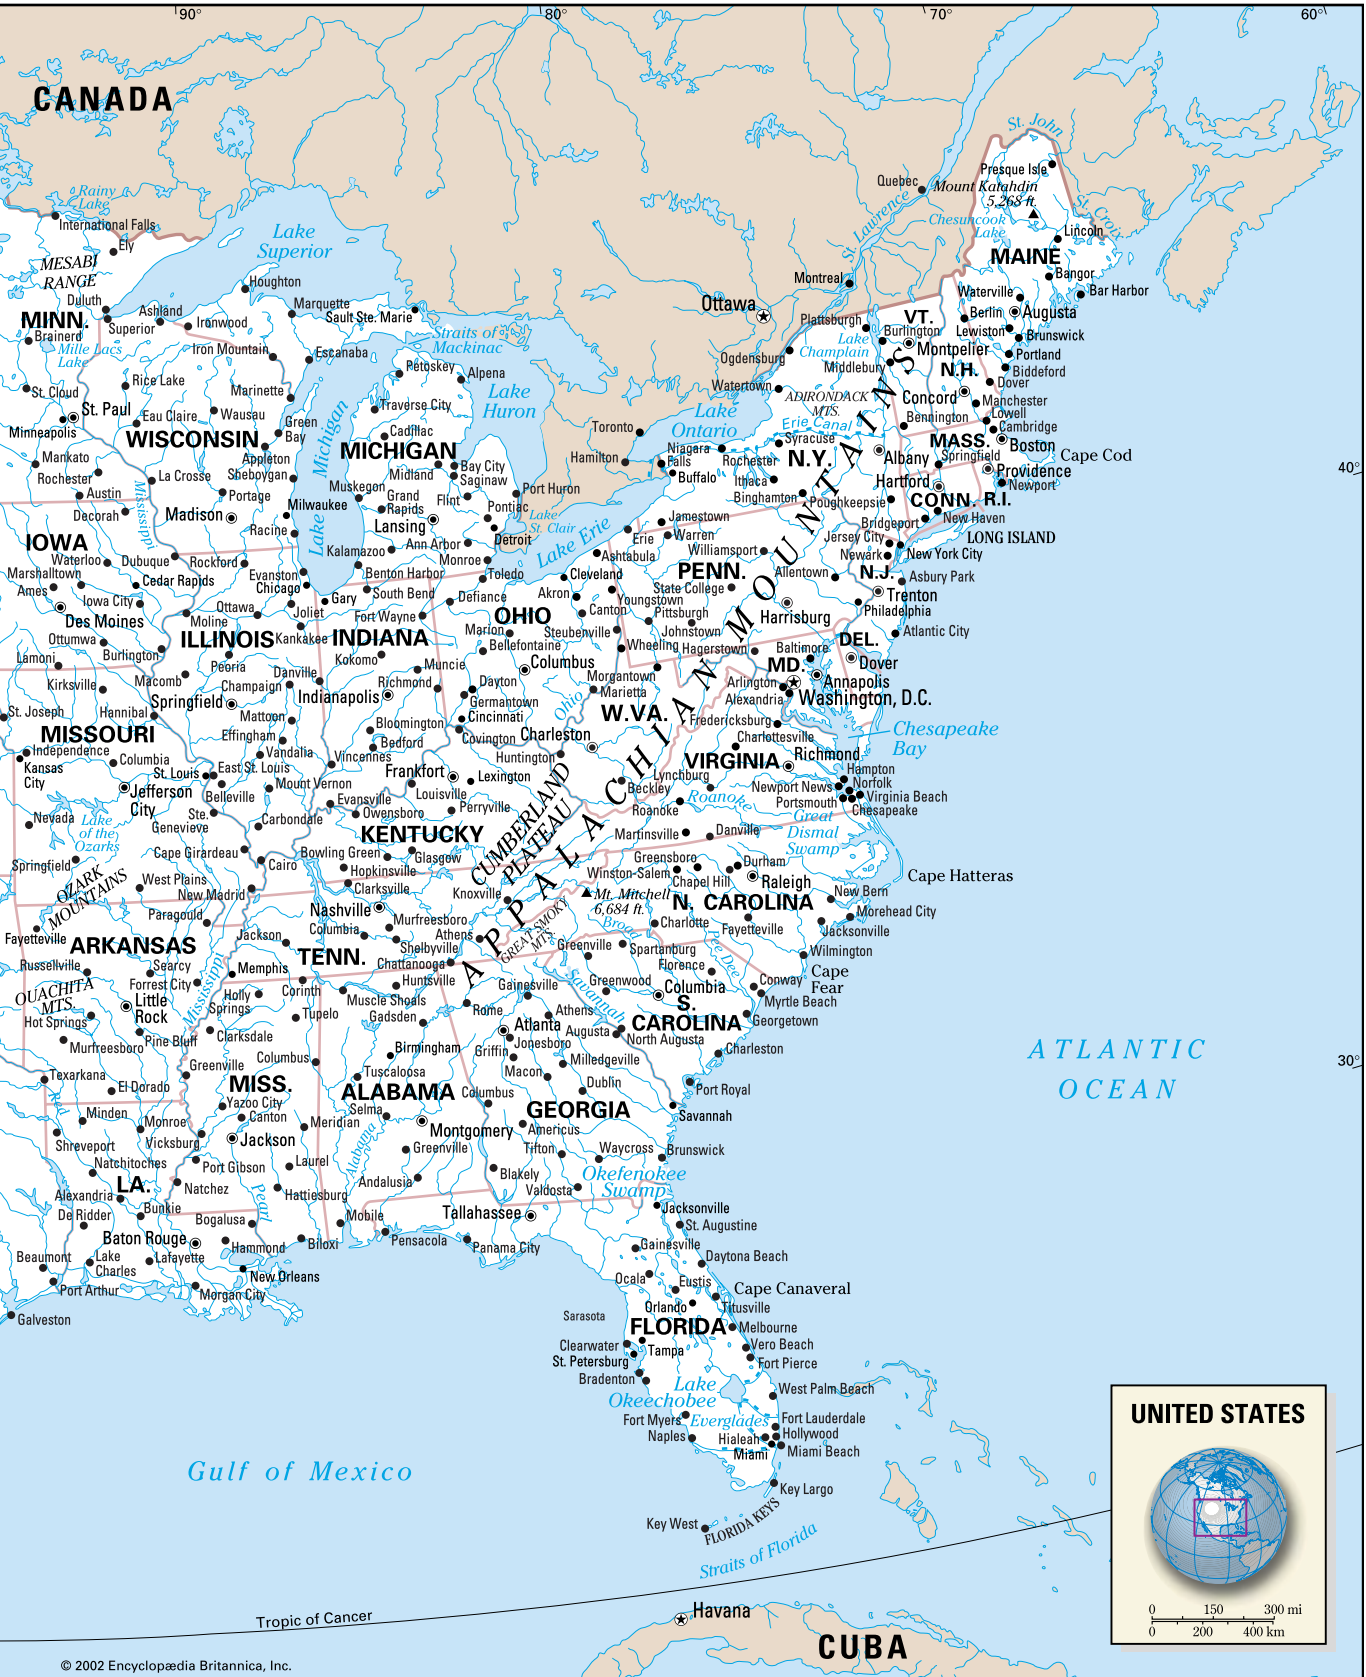 90°
80°
70°
60°
CANADA
St. John
Presque Isle
Quebec
Mount Katahdin
5,268 ft.
Rainy
Lake
International Falls
St. Lawrence
Chesuncook
Lake
St. Croix
Lincoln
Ely
Lake
Superior
MAINE
MESABI
RANGE
Bangor
Houghton
Montreal
Waterville
Bar Harbor
Duluth
Ashland
Marquette
Ottawa
Berlin
Augusta
MINN.
Superior
Ironwood
Sault Ste. Marie
Plattsburgh
VT.
Burlington
Lewiston
Brunswick
Brainerd
Mille Lacs
Lake
Iron Mountain
Escanaba
Straits of
Mackinac
Ogdensburg
Lake
Champlain
Montpelier
Portland
Middlebury
N.H.
Biddeford
St. Cloud
Rice Lake
Marinette
Petoskey
Alpena
Watertown
Dover
St. Paul
Eau Claire
Wausau
Traverse City
Lake
Huron
ADIRONDACK
MTS.
Concord
Manchester
Minneapolis
Green
Bay
Lake
Ontario
Erie Canal
Bennington
Lowell
Cambridge
WISCONSIN
Cadillac
Toronto
Syracuse
MASS.
Boston
Mankato
Appleton
MICHIGAN
Niagara
Falls
Rochester
N.Y.
Albany
Springfield
Cape Cod
Rochester
La Crosse
Sheboygan
Midland
Bay City
Saginaw
Hamilton
Buffalo
Ithaca
Providence
Austin
Portage
Muskegon
Grand
Rapids
Flint
Port Huron
Binghamton
Poughkeepsie
Hartford
Newport
40°
Mississippi
Lake Michigan
Decorah
Madison
Milwaukee
Lansing
Pontiac
Lake
St. Clair
Jamestown
CONN.
R.I.
Racine
Detroit
Lake Erie
Erie
Warren
Bridgeport
New Haven
IOWA
Kalamazoo
Ann Arbor
Jersey City
LONG ISLAND
Waterloo
Dubuque
Rockford
Monroe
Ashtabula
Williamsport
Newark
New York City
Marshalltown
Cedar Rapids
Evanston
Chicago
Benton Harbor
Toledo
Cleveland
PENN.
Allentown
N.J.
Asbury Park
Ames
Iowa City
Ottawa
Joliet
Gary
South Bend
Defiance
Akron
Youngstown
State College
Trenton
Des Moines
Moline
Fort Wayne
OHIO
Canton
Pittsburgh
Harrisburg
Philadelphia
ILLINOIS
Kankakee
INDIANA
Marion
Steubenville
Johnstown
Atlantic City
Ottumwa
Burlington
Bellefontaine
Wheeling
Hagerstown
Baltimore
DEL.
Lamoni
Peoria
Kokomo
Muncie
Columbus
MD.
Dover
Kirksville
Macomb
Champaign
Danville
Richmond
Dayton
Morgantown
Arlington
Annapolis
Springfield
Indianapolis
Germantown
Marietta
Alexandria
Washington, D.C.
St. Joseph
Hannibal
Mattoon
Bloomington
Cincinnati
Ohio
W.VA.
Fredericksburg
MISSOURI
Effingham
Bedford
Covington
Charleston
Charlottesville
Chesapeake
Bay
Independence
Columbia
Vandalia
Vincennes
Huntington
VIRGINIA
Richmond
Kansas
City
St. Louis
East St. Louis
Frankfort
Lexington
Lynchburg
Hampton
Jefferson
City
Mount Vernon
Louisville
Beckley
Newport News
Norfolk
Belleville
Evansville
Perryville
CUMBERLAND
PLATEAU
Roanoke
Roanoke
Portsmouth
Virginia Beach
Nevada
Lake
of the
Ozarks
Ste.
Genevieve
Owensboro
Great
Dismal
Swamp
Chesapeake
Carbondale
KENTUCKY
Martinsville
Danville
Springfield
Cape Girardeau
Bowling Green
Glasgow
Greensboro
Durham
Cairo
Hopkinsville
Winston-Salem
Chapel Hill
Raleigh
Cape Hatteras
OZARK
MOUNTAINS
West Plains
New Madrid
Clarksville
Knoxville
Mt. Mitchell
6,684 ft.
N. CAROLINA
New Bern
Paragould
Nashville
Murfreesboro
Morehead City
Fayetteville
Jackson
Columbia
Athens
GREAT SMOKY
MTS.
Broad
Charlotte
Fayetteville
Jacksonville
ARKANSAS
TENN.
Shelbyville
Greenville
Spartanburg
Pee Dee
Wilmington
Russellville
Searcy
Memphis
Chattanooga
Florence
Cape
Fear
OUACHITA
MTS.
Forrest City
Holly
Springs
Corinth
Huntsville
Gainesville
Greenwood
Columbia
Conway
Little
Rock
Mississippi
Muscle Shoals
Savannah
S.
CAROLINA
Myrtle Beach
Hot Springs
Tupelo
Gadsden
Rome
Athens
Georgetown
Murfreesboro
Pine Bluff
Clarksdale
Atlanta
Augusta
North Augusta
APPALACHIAN MOUNTAINS
Columbus
Birmingham
Griffin
Jonesboro
Charleston
ATLANTIC
OCEAN
30°
Texarkana
El Dorado
Greenville
Tuscaloosa
Macon
Milledgeville
MISS.
ALABAMA
Columbus
Dublin
Port Royal
Red
Minden
Monroe
Yazoo City
Canton
Selma
GEORGIA
Savannah
Shreveport
Vicksburg
Jackson
Meridian
Montgomery
Americus
Natchitoches
Port Gibson
Laurel
Alabama
Greenville
Tifton
Waycross
Brunswick
LA.
Alexandria
Natchez
Pearl
Hattiesburg
Andalusia
Blakely
Valdosta
Okefenokee
Swamp
De Ridder
Bunkie
Bogalusa
Mobile
Tallahassee
Jacksonville
Baton Rouge
St. Augustine
Beaumont
Lake
Charles
Lafayette
Hammond
Biloxi
Pensacola
Panama City
Gainesville
Daytona Beach
Port Arthur
Morgan City
New Orleans
Ocala
Eustis
Cape Canaveral
Galveston
Sarasota
Orlando
Titusville
FLORIDA
Melbourne
Clearwater
Tampa
Vero Beach
St. Petersburg
Fort Pierce
Bradenton
Lake
Okeechobee
West Palm Beach
Fort Myers
Everglades
Fort Lauderdale
Naples
Hialeah
Hollywood
Miami
Miami Beach
Gulf of Mexico
Key Largo
Key West
FLORIDA KEYS
Straits of Florida
Tropic of Cancer
Havana
CUBA
UNITED STATES
0 150 300 mi
0 200 400 km
© 2002 Encyclopædia Britannica, Inc.